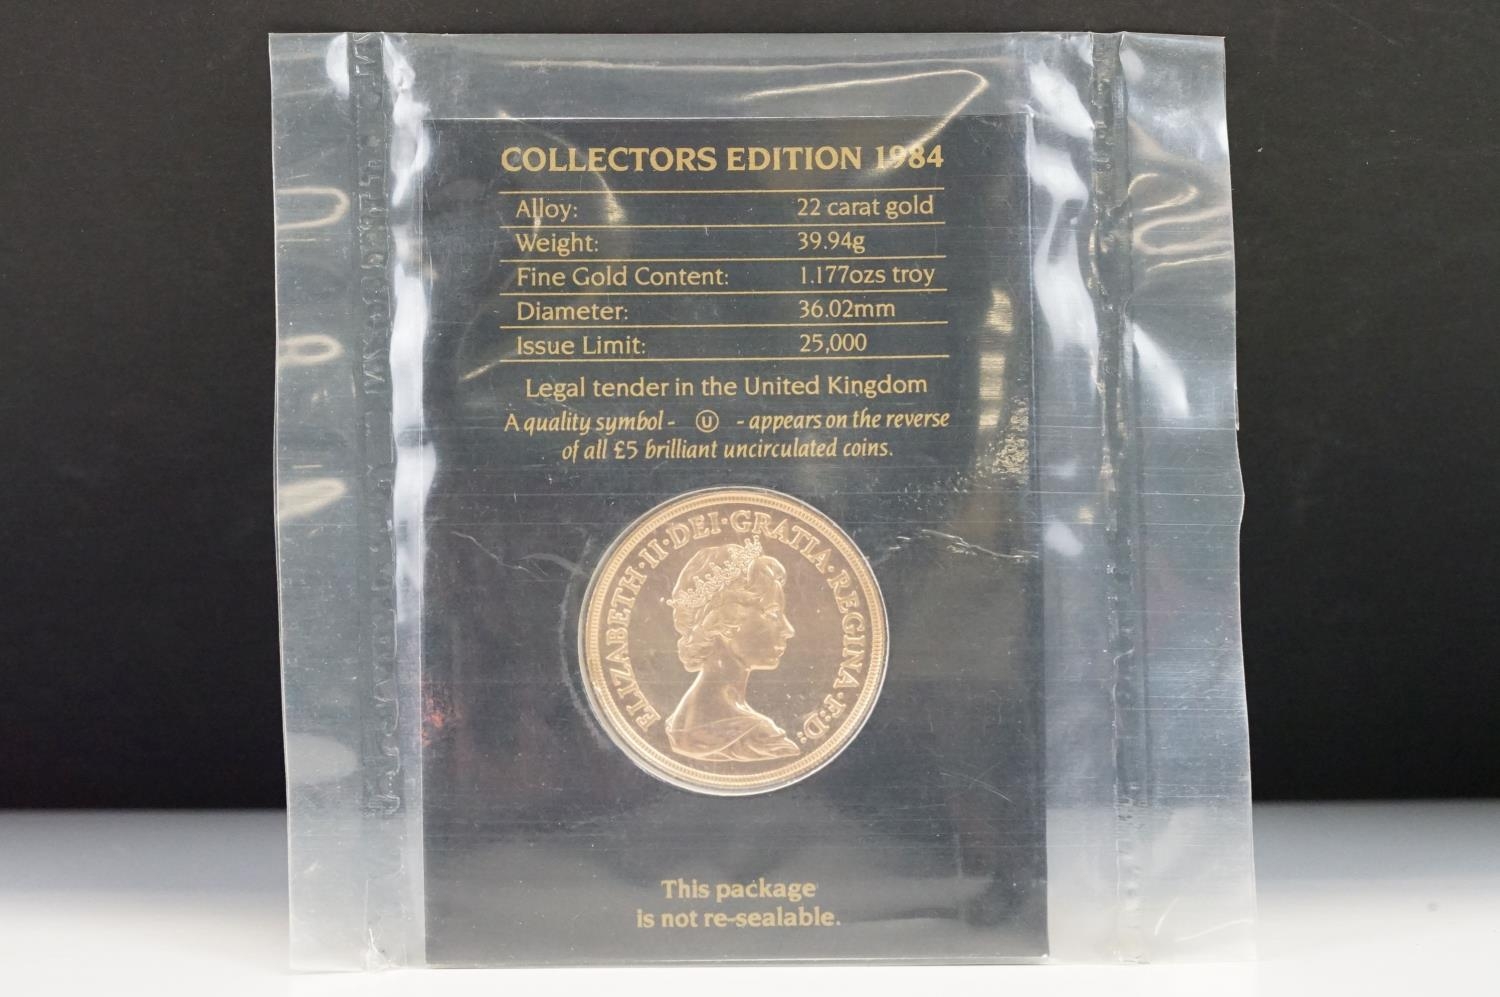 COLLECTORS EDITION 1984
Alloy: 22 carat gold
Weight: 39.94g
Fine Gold Content: 1.177ozs troy
Diameter: 36.02mm
Issue Limit: 25,000
Legal tender in the United Kingdom
A quality symbol - Ⓤ - appears on the reverse
of all £5 brilliant uncirculated coins.
ELIZABETH·II·DEI·GRATIA·REGINA·F:D:
This package
is not re-sealable.